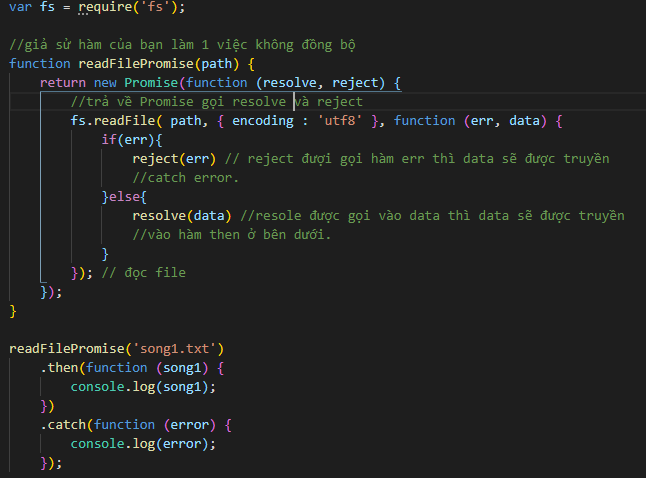 var fs = require('fs');
//giả sử hàm của bạn làm 1 việc không đồng bộ
function readFilePromise(path) {
return new Promise(function (resolve, reject) {
//trả về Promise gọi resolve và reject
fs.readFile( path, { encoding : 'utf8' }, function (err, data) {
if(err){
reject(err) // reject đượi gọi hàm err thì data sẽ được truyền
//catch error.
}else{
resolve(data) //resole được gọi vào data thì data sẽ được truyền
//vào hàm then ở bên dưới.
}
}); // đọc file
});
}
readFilePromise('song1.txt')
.then(function (song1) {
console.log(song1);
})
.catch(function (error) {
console.log(error);
});